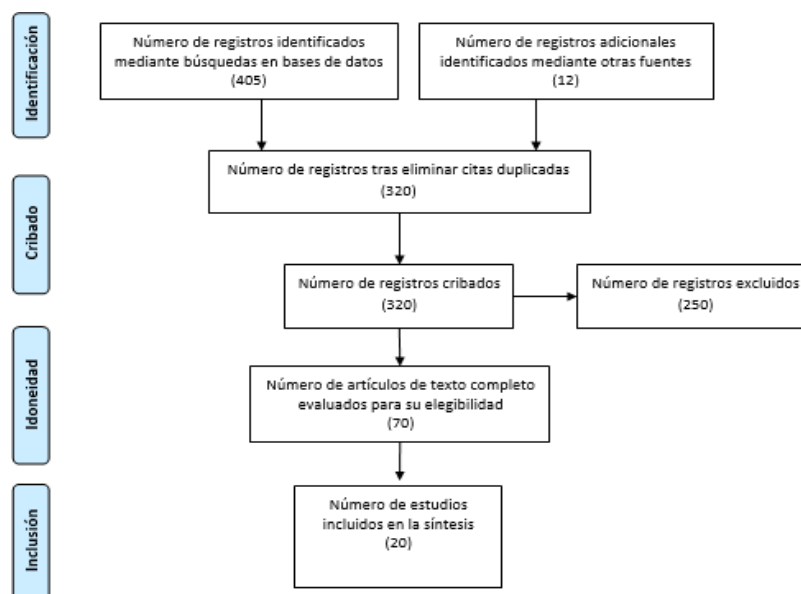 Identificación
Número de registros identificados
mediante búsquedas en bases de datos
(405)
Número de registros adicionales
identificados mediante otras fuentes
(12)
Cribado
Número de registros tras eliminar citas duplicadas
(320)
Número de registros cribados
(320)
Número de registros excluidos
(250)
Idoneidad
Número de artículos de texto completo
evaluados para su elegibilidad
(70)
Inclusión
Número de estudios
incluidos en la síntesis
(20)